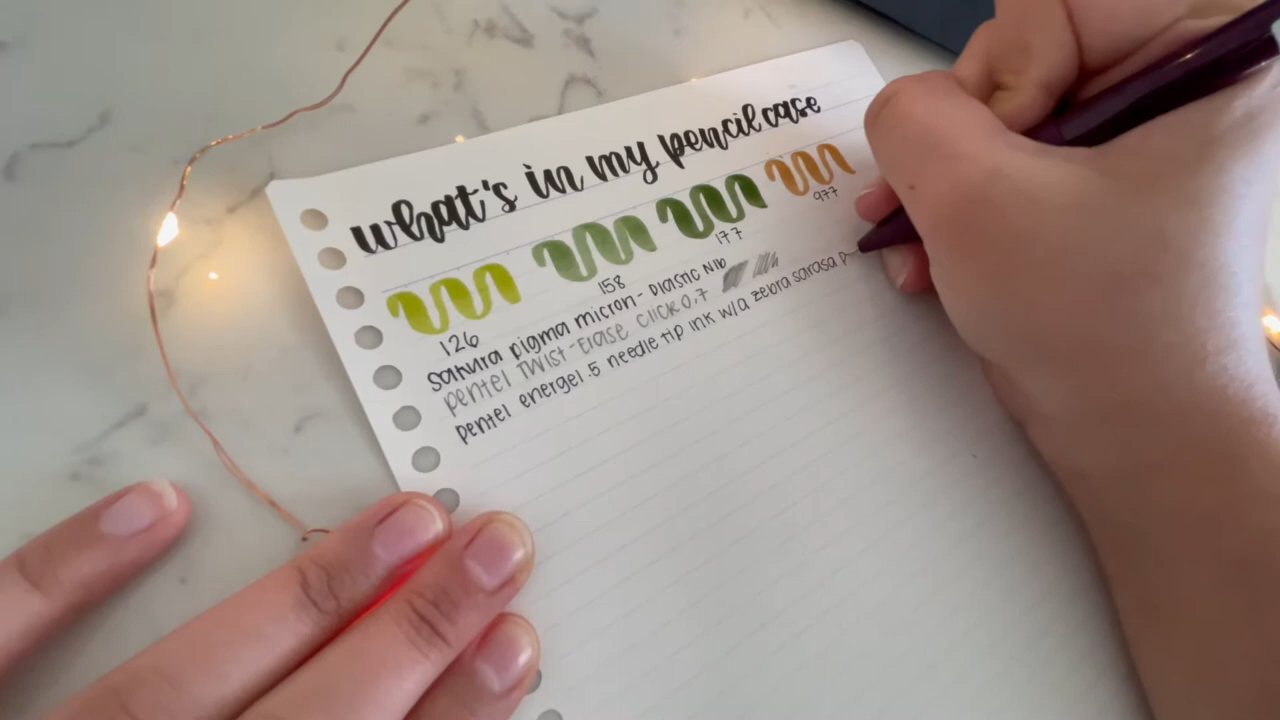 what's in my pencil case
126 158 177 977
sakura pigma micron - plastic nib
pentel twist-erase click 0.7
pentel energel .5 needle tip ink w/a zebra sarasa p